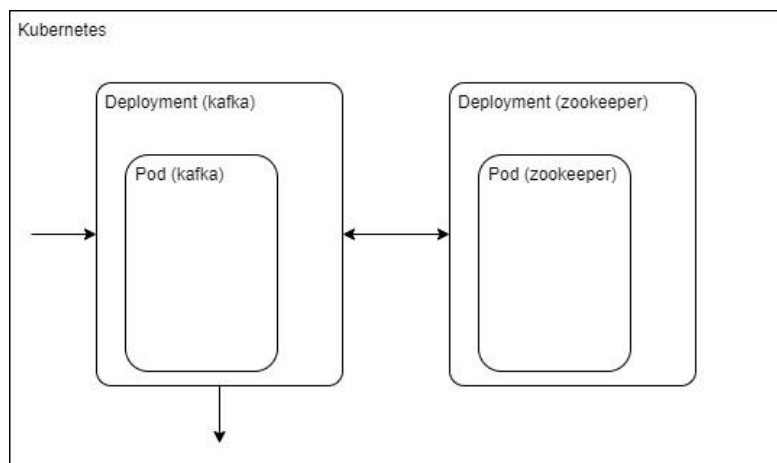 Kubernetes
Deployment (kafka)
Deployment (zookeeper)
Pod (kafka)
Pod (zookeeper)